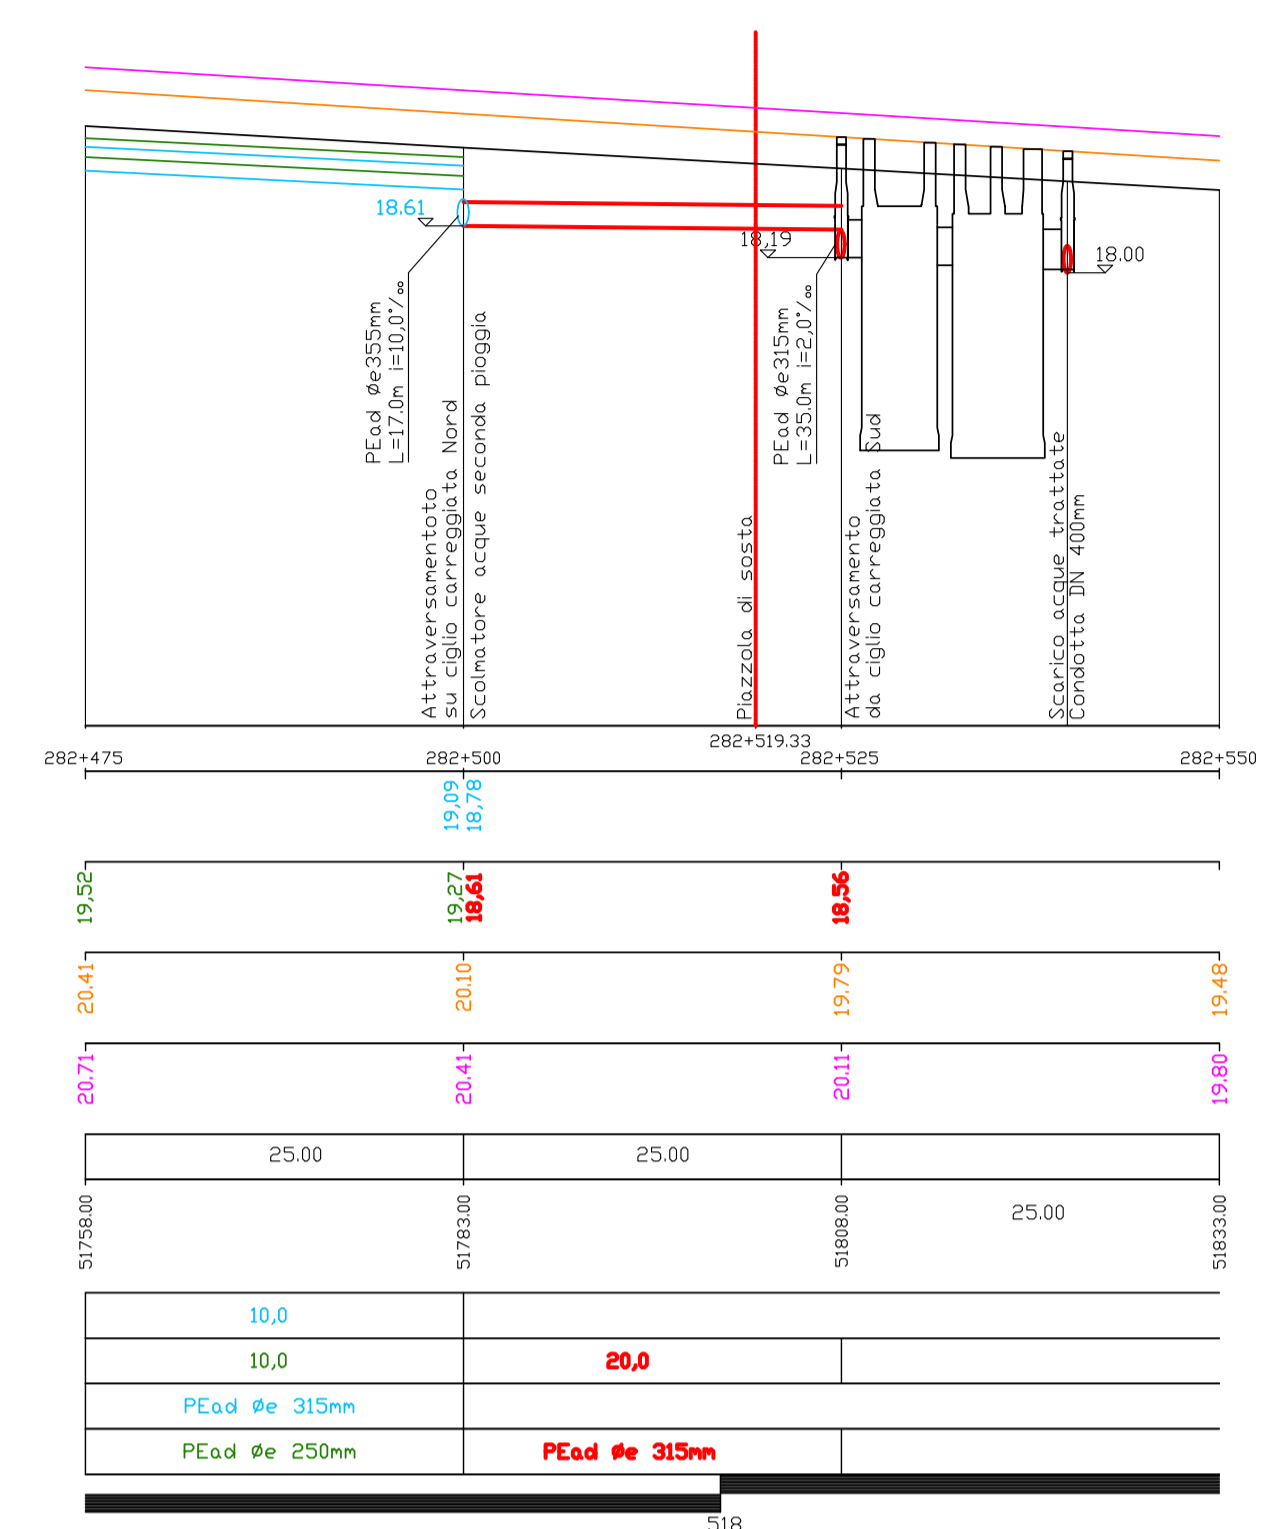 18.61
18,19
18.00
PEad Øe355mm
L=17.0m i=10,0°/∞
PEad Øe315mm
L=35.0m i=2,0°/∞
Attraversamentoto
su ciglio carreggiata Nord
Scolmatore acque seconda pioggia
Piazzola di sosta
Attraversamento
da ciglio carreggiata Sud
Scarico acque trattate
Condotta DN 400mm
282+519.33
282+475 282+500 282+525 282+550
19,09 18,78
19,52 19,27 18,61 18,56
20.41 20.10 19.79 19.48
20.71 20.41 20.11 19.80
25.00 25.00
25.00
51758.00 51783.00 51808.00 51833.00
10,0
10,0 20,0
PEad Øe 315mm
PEad Øe 250mm PEad Øe 315mm
518